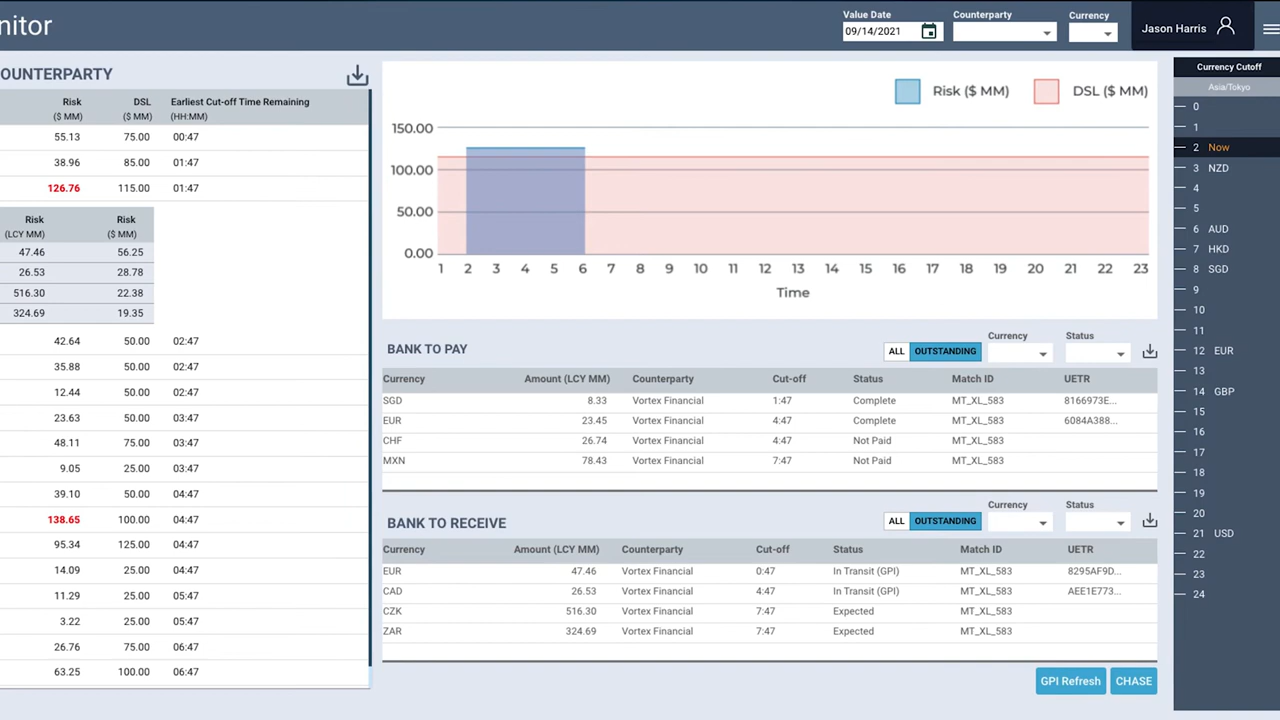 nitor
Value Date
09/14/2021
Counterparty
Currency
Jason Harris
OUNTERPARTY
Risk DSL Earliest Cut-off Time Remaining
($ MM) ($ MM) (HH:MM)
55.13 75.00 00:47
38.96 85.00 01:47
126.76 115.00 01:47
Risk Risk
(LCY MM) ($ MM)
47.46 56.25
26.53 28.78
516.30 22.38
324.69 19.35
42.64 50.00 02:47
35.88 50.00 02:47
12.44 50.00 02:47
23.63 50.00 03:47
48.11 75.00 03:47
9.05 25.00 03:47
39.10 50.00 04:47
138.65 100.00 04:47
95.34 125.00 04:47
14.09 25.00 04:47
11.29 25.00 05:47
3.22 25.00 05:47
26.76 75.00 06:47
63.25 100.00 06:47
Risk ($ MM) DSL ($ MM)
150.00
100.00
50.00
0.00
1 2 3 4 5 6 7 8 9 10 11 12 13 14 15 16 17 18 19 20 21 22 23
Time
BANK TO PAY
ALL OUTSTANDING
Currency
Status
Currency Amount (LCY MM) Counterparty Cut-off Status Match ID UETR
SGD 8.33 Vortex Financial 1:47 Complete MT_XL_583 8166973E...
EUR 23.45 Vortex Financial 4:47 Complete MT_XL_583 6084A388...
CHF 26.74 Vortex Financial 4:47 Not Paid MT_XL_583
MXN 78.43 Vortex Financial 7:47 Not Paid MT_XL_583
BANK TO RECEIVE
ALL OUTSTANDING
Currency
Status
Currency Amount (LCY MM) Counterparty Cut-off Status Match ID UETR
EUR 47.46 Vortex Financial 0:47 In Transit (GPI) MT_XL_583 8295AF9D...
CAD 26.53 Vortex Financial 4:47 In Transit (GPI) MT_XL_583 AEE1E773...
CZK 516.30 Vortex Financial 7:47 Expected MT_XL_583
ZAR 324.69 Vortex Financial 7:47 Expected MT_XL_583
GPI Refresh CHASE
Currency Cutoff
Asia/Tokyo
0
1
2 Now
3 NZD
4
5
6 AUD
7 HKD
8 SGD
9
10
11
12 EUR
13
14 GBP
15
16
17
18
19
20
21 USD
22
23
24